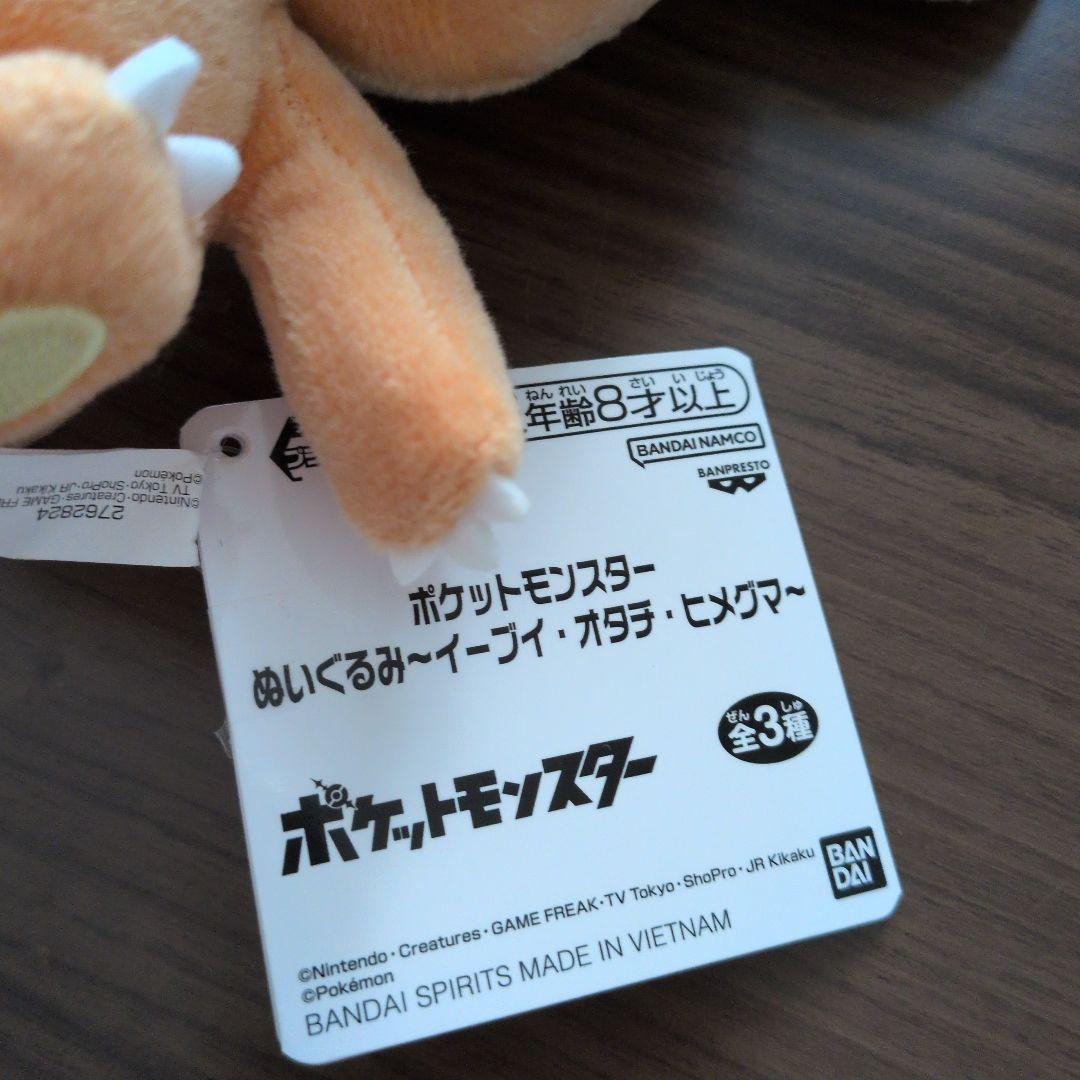 年齢8才以上
ねん れい さい い じょう
BANDAI NAMCO
BANPRESTO
ポケットモンスター
ぬいぐるみ~イーブイ・オタチ・ヒメグマ~
ぜん しゅ
全3種
ポケットモンスター
BAN
DAI
©Nintendo・Creatures・GAME FREAK・TV Tokyo・ShoPro・JR Kikaku
©Pokémon
BANDAI SPIRITS MADE IN VIETNAM
2762824
©Nintendo・Creatures・GAME
TV Tokyo・ShoPro・JR Kikaku
©Pokémon